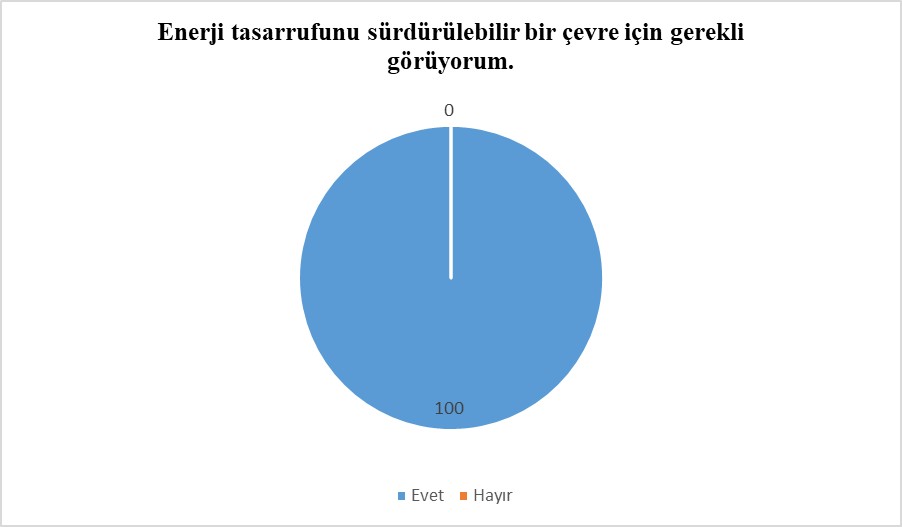 Enerji tasarrufunu sürdürülebilir bir çevre için gerekli
görüyorum.
0
100
Evet
Hayır